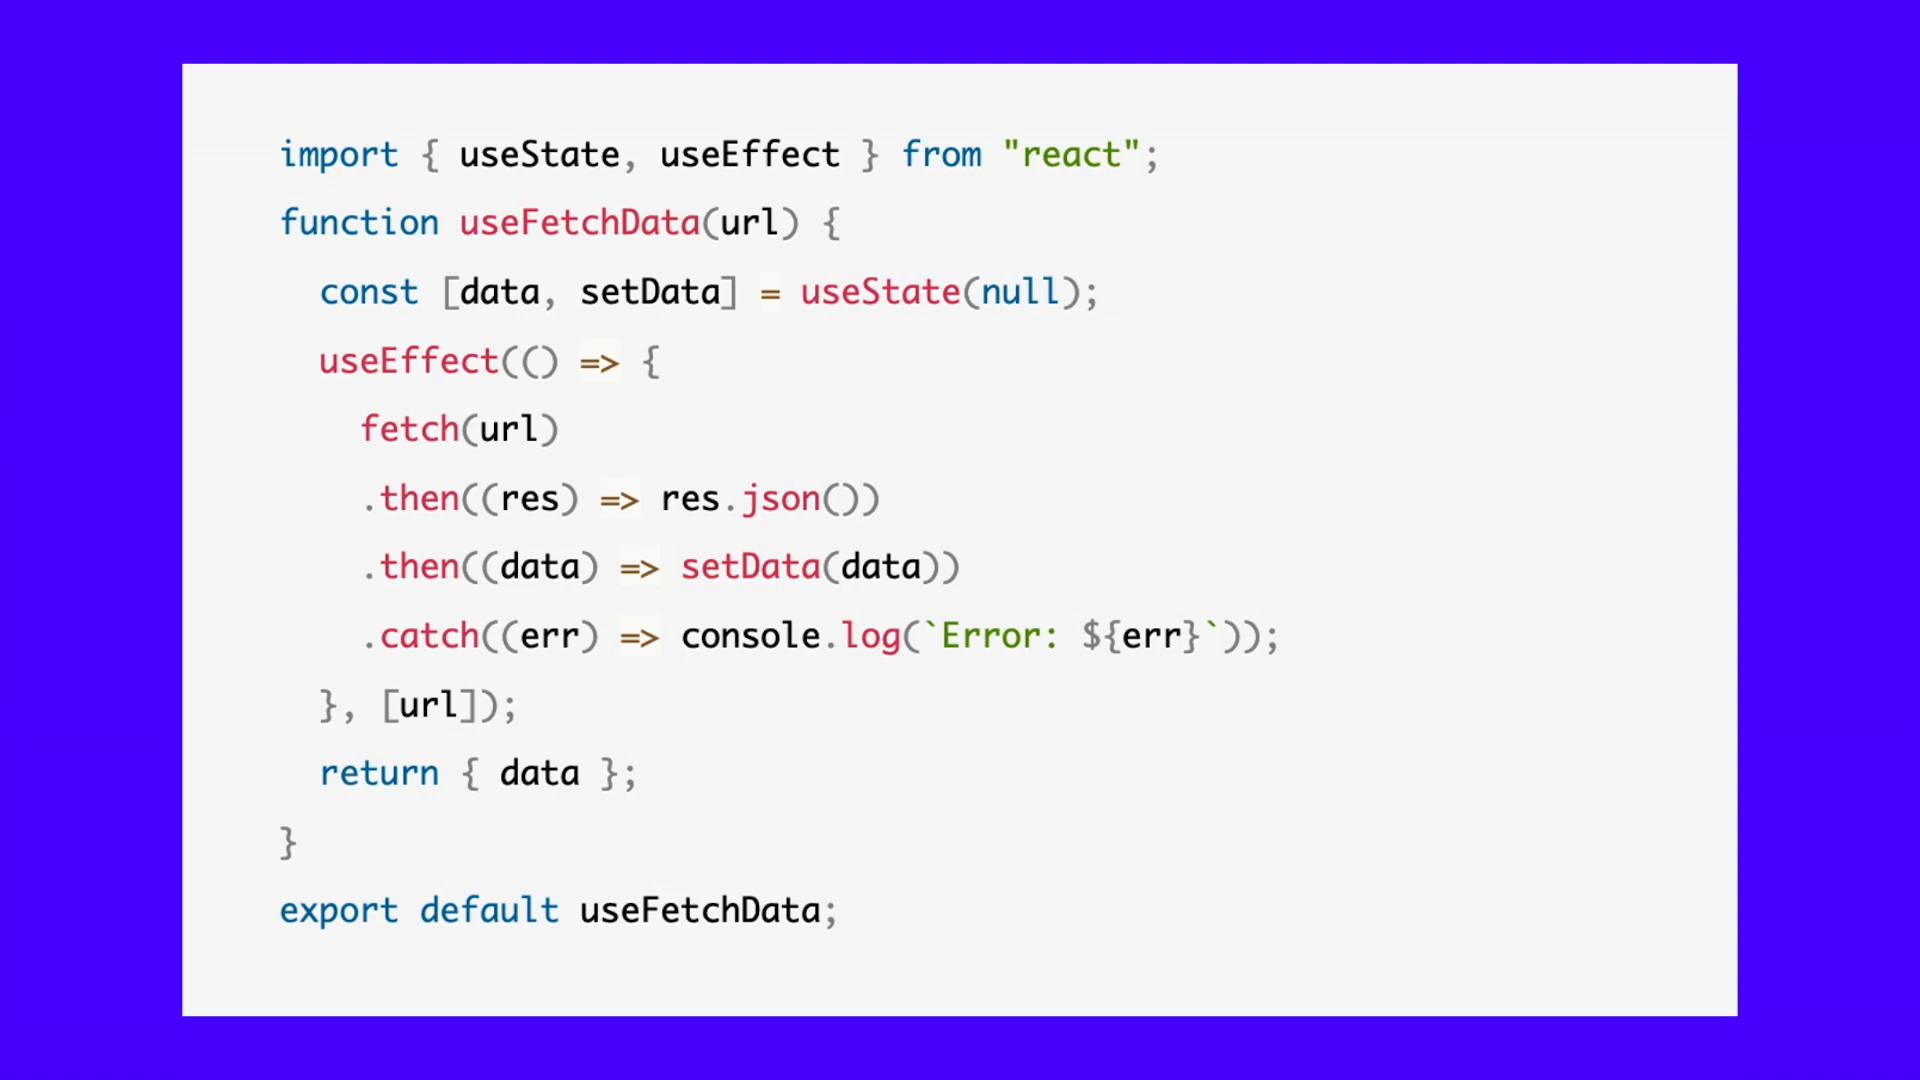 import { useState, useEffect } from "react";
function useFetchData(url) {
  const [data, setData] = useState(null);
  useEffect(() => {
    fetch(url)
    .then((res) => res.json())
    .then((data) => setData(data))
    .catch((err) => console.log(`Error: ${err}`));
  }, [url]);
  return { data };
}
export default useFetchData;